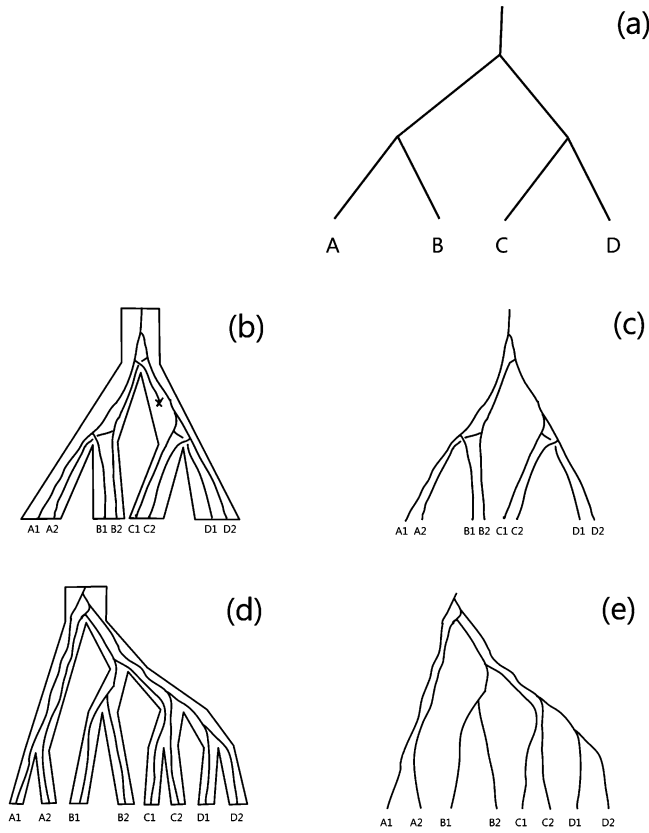 (a)
A B C D
(b)
(c)
A1 A2 B1 B2 C1 C2 D1 D2
A1 A2 B1 B2 C1 C2 D1 D2
(d)
(e)
A1 A2 B1 B2 C1 C2 D1 D2
A1 A2 B1 B2 C1 C2 D1 D2